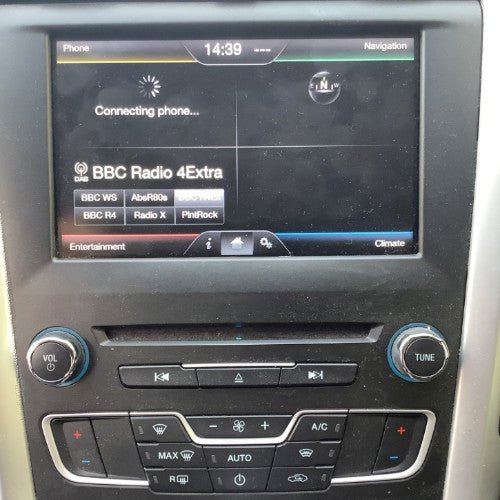 Phone 14:39 --- Navigation
E N W
Connecting phone...
DAB BBC Radio 4Extra
BBC WS AbsR80s
BBC R4 Radio X PlntRock
Entertainment i Climate
VOL
TUNE
- + A/C
MAX AUTO
R
+ - + -